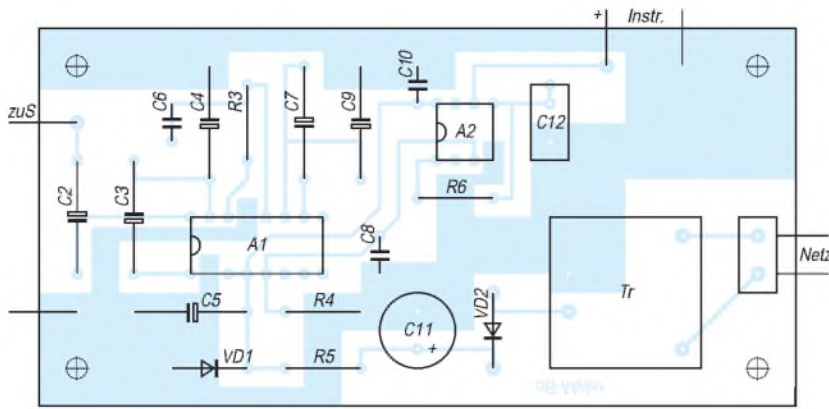 + Instr.
zuS
C6
C4
R3
C7
C9
C10
A2
C12
C2
C3
R6
A1
C8
Netz
Tr
C5
R4
C11
+
VD2
VD1
R5